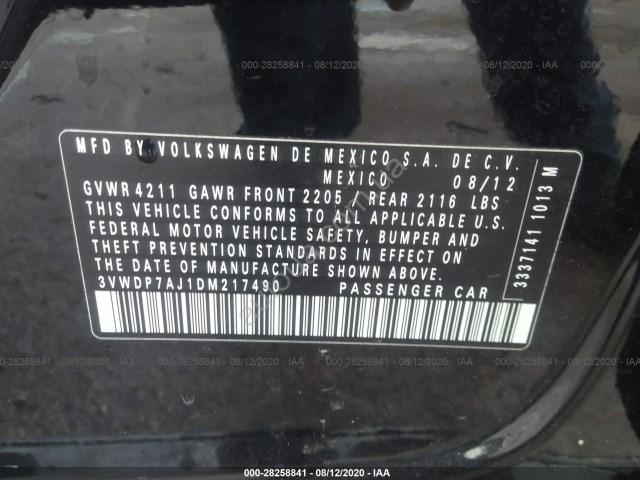 000-28258841 / 08/12/2020 - IAA
MFD BY VOLKSWAGEN DE MEXICO S.A. DE C.V.
MEXICO 08/12
GVWR 4211 GAWR FRONT 2205 / REAR 2116 LBS
THIS VEHICLE CONFORMS TO ALL APPLICABLE U.S.
FEDERAL MOTOR VEHICLE SAFETY, BUMPER AND
THEFT PREVENTION STANDARDS IN EFFECT ON
THE DATE OF MANUFACTURE SHOWN ABOVE.
3VWDP7AJ1DM217490 PASSENGER CAR
3337141 1013 M
000-28258841 / 08/12/2020 - IAA